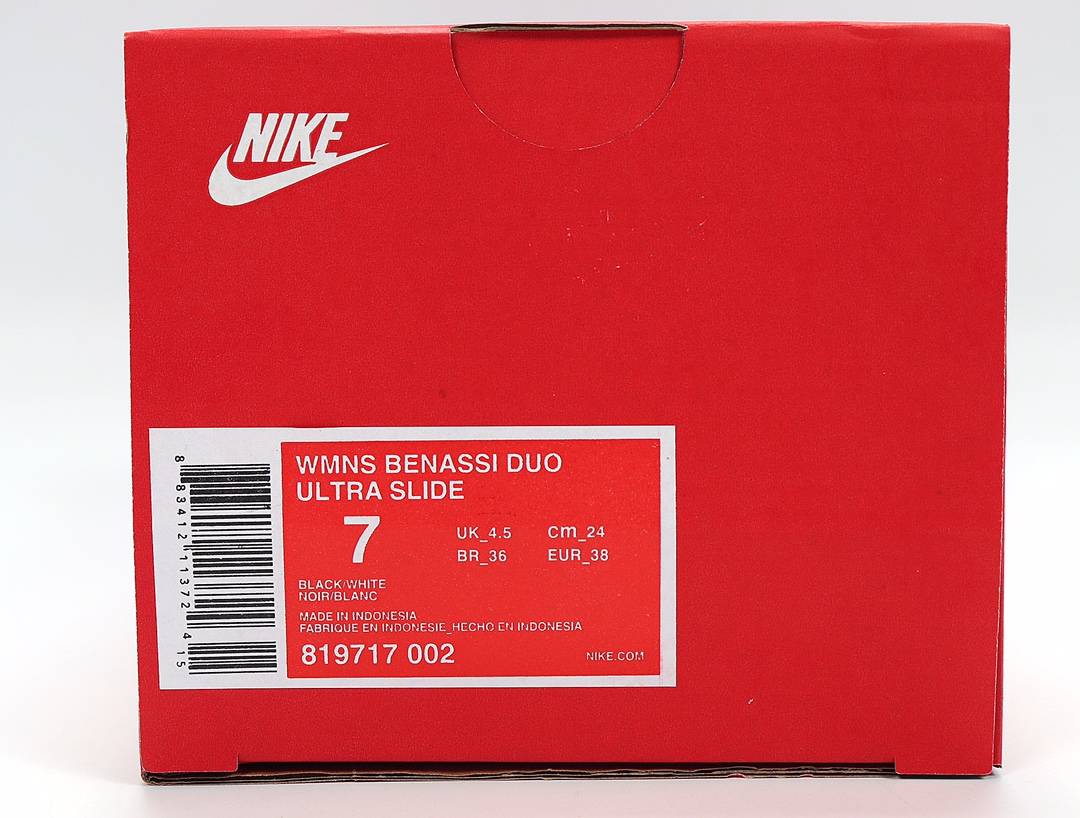 NIKE
WMNS BENASSI DUO
ULTRA SLIDE
7
UK_4.5 Cm_24
BR_36 EUR_38
BLACK/WHITE
NOIR/BLANC
MADE IN INDONESIA
FABRIQUE EN INDONESIE_HECHO EN INDONESIA
819717 002
NIKE.COM
8 83412 11372 4 15